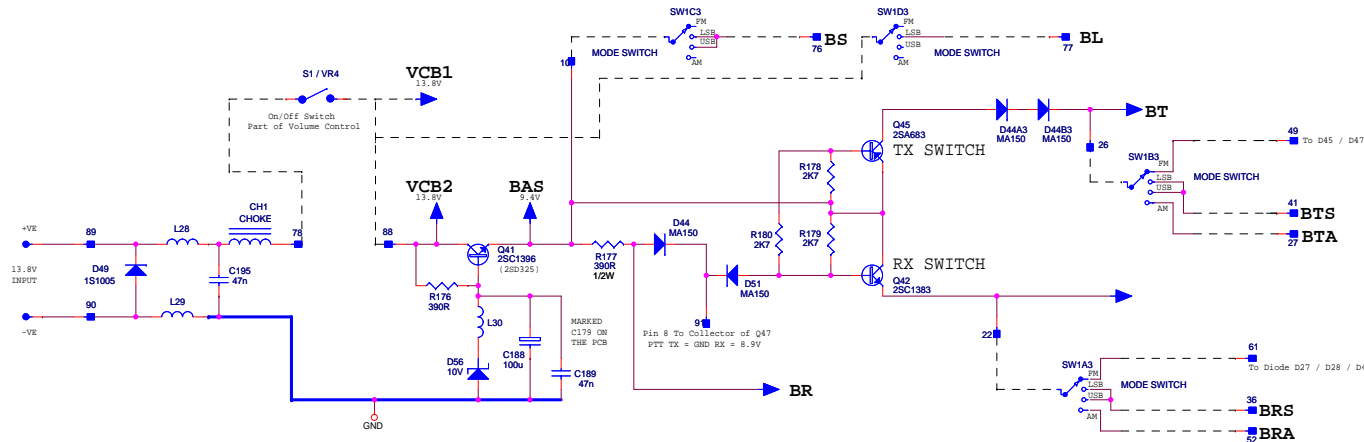 SW1C3
FM
LSB
USB
AM
MODE SWITCH
76
BS
SW1D3
FM
LSB
USB
AM
MODE SWITCH
77
BL
10
S1 / VR4
On/Off Switch
Part of Volume Control
VCB1
13.8V
Q45
2SA683
TX SWITCH
D44A3
MA150
D44B3
MA150
BT
26
49
To D45 / D47
SW1B3
FM
LSB
USB
AM
MODE SWITCH
41
BTS
27
BTA
R178
2K7
R180
2K7
R179
2K7
VCB2
13.8V
BAS
9.4V
CH1
CHOKE
+VE
89
L28
78
88
Q41
2SC1396
(2SD325)
R177
390R
1/2W
D44
MA150
D51
MA150
RX SWITCH
Q42
2SC1383
13.8V
INPUT
D49
1S1005
C195
47n
R176
390R
90
L29
-VE
L30
MARKED
C179 ON
THE PCB
D56
10V
C188
100u
C189
47n
91
Pin 8 To Collector of Q47
PTT TX = GND RX = 8.9V
22
BR
GND
SW1A3
FM
LSB
USB
AM
MODE SWITCH
61
To Diode D27 / D28 / D4
36
BRS
52
BRA